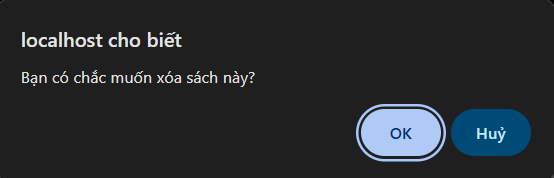 localhost cho biết
Bạn có chắc muốn xóa sách này?
OK
Huỷ